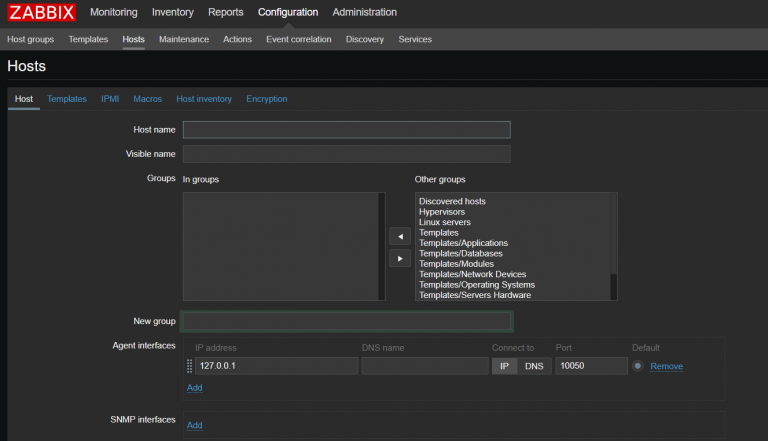 ZABBIX Monitoring Inventory Reports Configuration Administration
Host groups Templates Hosts Maintenance Actions Event correlation Discovery Services
Hosts
Host Templates IPMI Macros Host inventory Encryption
Host name
Visible name
Groups In groups Other groups
Discovered hosts
Hypervisors
Linux servers
Templates
Templates/Applications
Templates/Databases
Templates/Modules
Templates/Network Devices
Templates/Operating Systems
Templates/Servers Hardware
New group
Agent interfaces IP address DNS name Connect to Port Default
127.0.0.1 IP DNS 10050 Remove
Add
SNMP interfaces Add